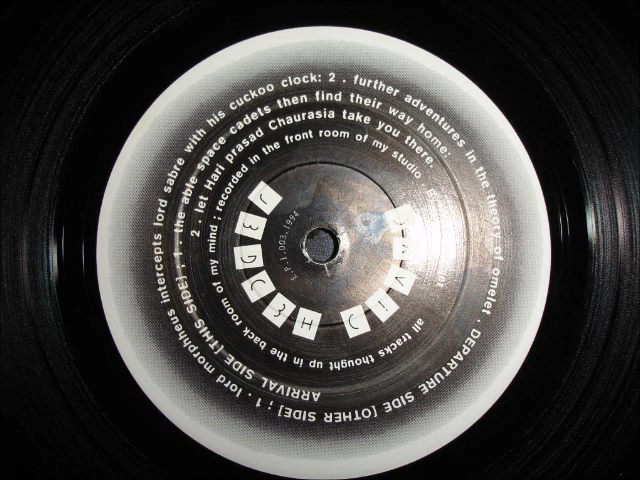 DEPARTURE SIDE [OTHER SIDE] ; 1 . lord morpheus intercepts lord sabre with his cuckoo clock: 2 . further adventures in the theory of omelet.
ARRIVAL SIDE [THIS SIDE] ; 1 . the able space cadets then find their way home:
2 . let Hari prasad Chaurasia take you there.
all tracks thought up in the back room of my mind ; recorded in the front room of my studio
E.P.1-003.1994